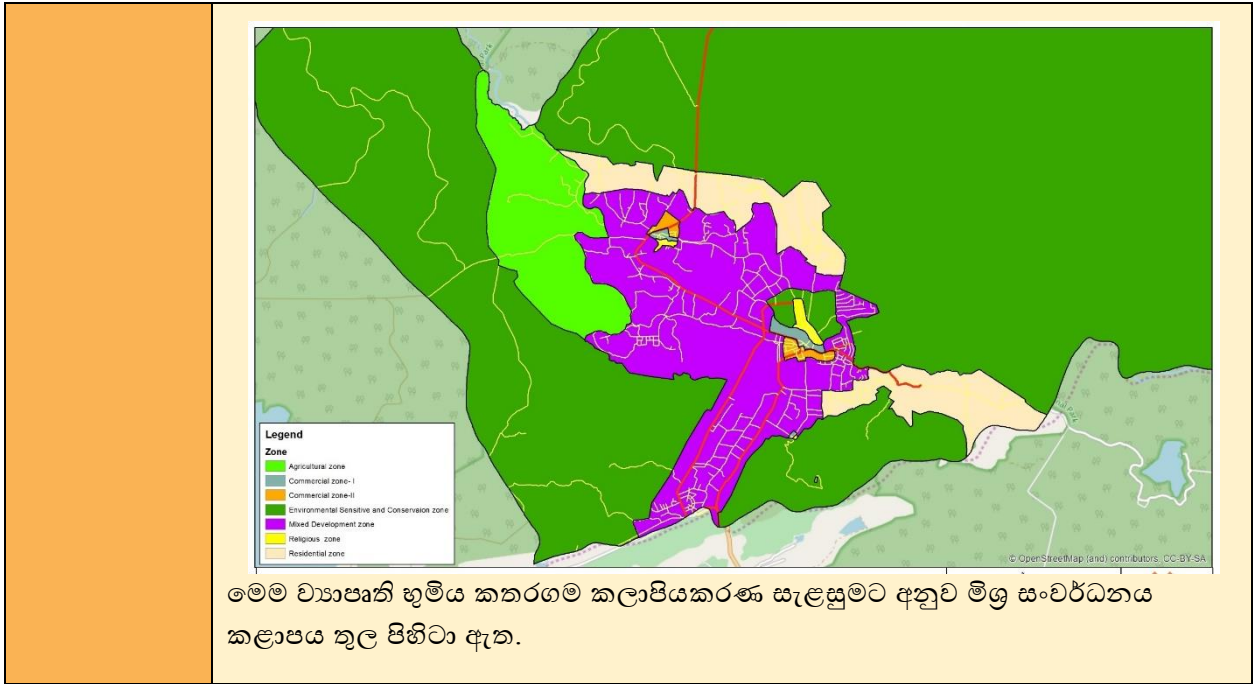 Legend
Zone
Agricultural zone
Commercial zone- I
Commercial zone-II
Environmental Sensitive and Conservaion zone
Mixed Development zone
Religious zone
Residential zone
© OpenStreetMap (and) contributors, CC-BY-SA
මෙම ව්‍යාපෘති භූමිය කතරගම කලාපියකරණ සැළසුමට අනුව මිශ්‍ර සංවර්ධනය
කළාපය තුල පිහිටා ඇත.